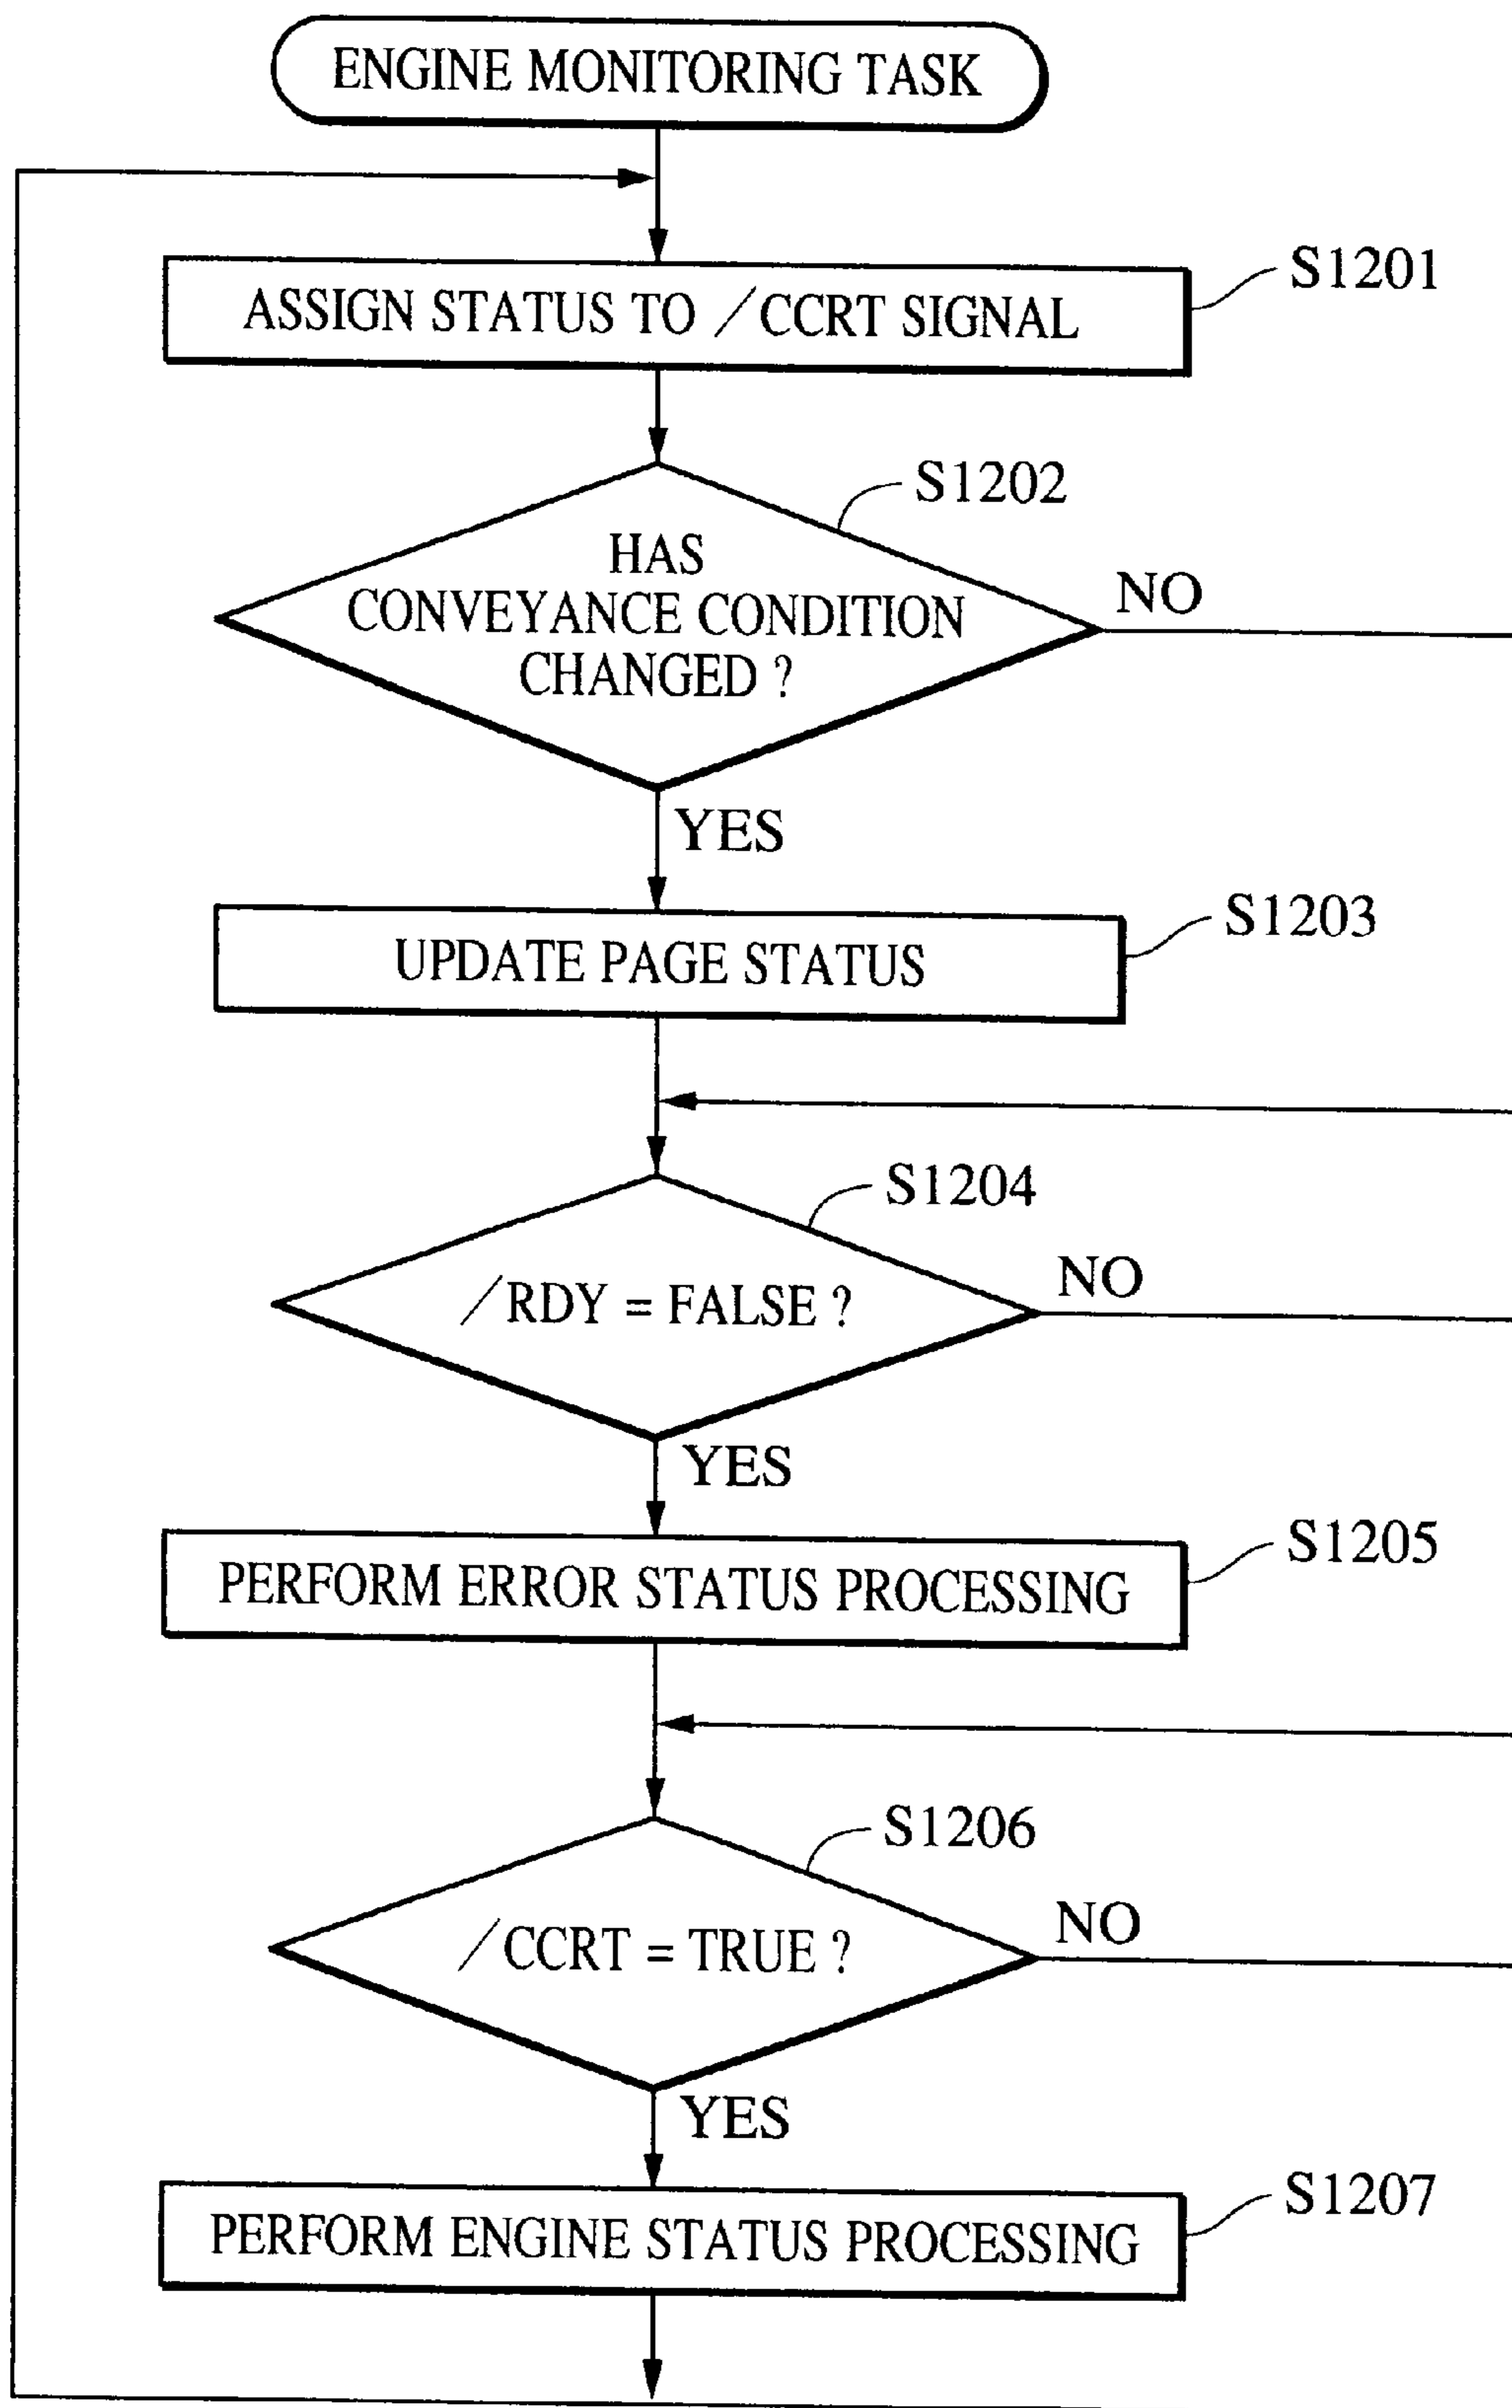 ENGINE MONITORING TASK
S1201
ASSIGN STATUS TO /CCRT SIGNAL
S1202
HAS
CONVEYANCE CONDITION
CHANGED ?
NO
YES
S1203
UPDATE PAGE STATUS
S1204
/RDY = FALSE ?
NO
YES
S1205
PERFORM ERROR STATUS PROCESSING
S1206
/CCRT = TRUE ?
NO
YES
S1207
PERFORM ENGINE STATUS PROCESSING